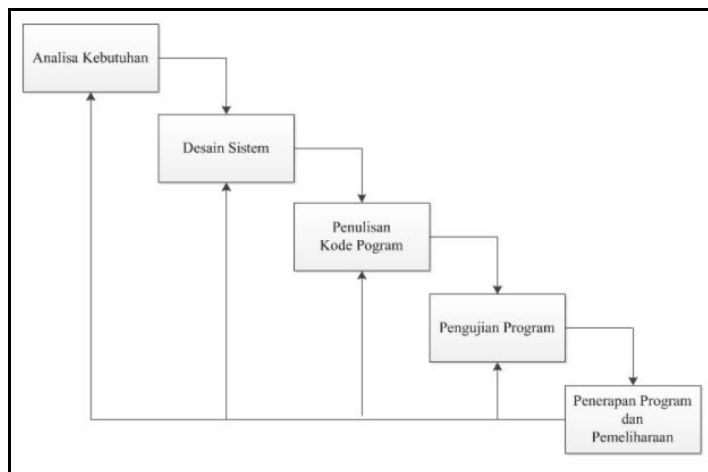 Analisa Kebutuhan
Desain Sistem
Penulisan
Kode Pogram
Pengujian Program
Penerapan Program
dan
Pemeliharaan